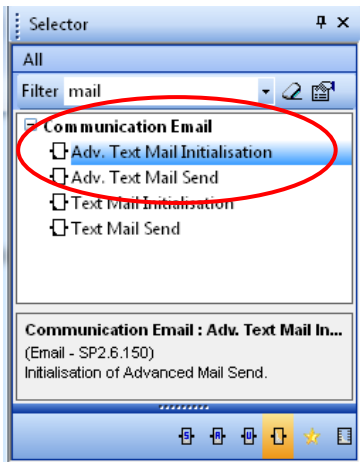 Selector
All
Filter mail
Communication Email
Adv. Text Mail Initialisation
Adv. Text Mail Send
Text Mail Initialisation
Text Mail Send
Communication Email : Adv. Text Mail In...
(Email - SP2.6.150)
Initialisation of Advanced Mail Send.
S R U